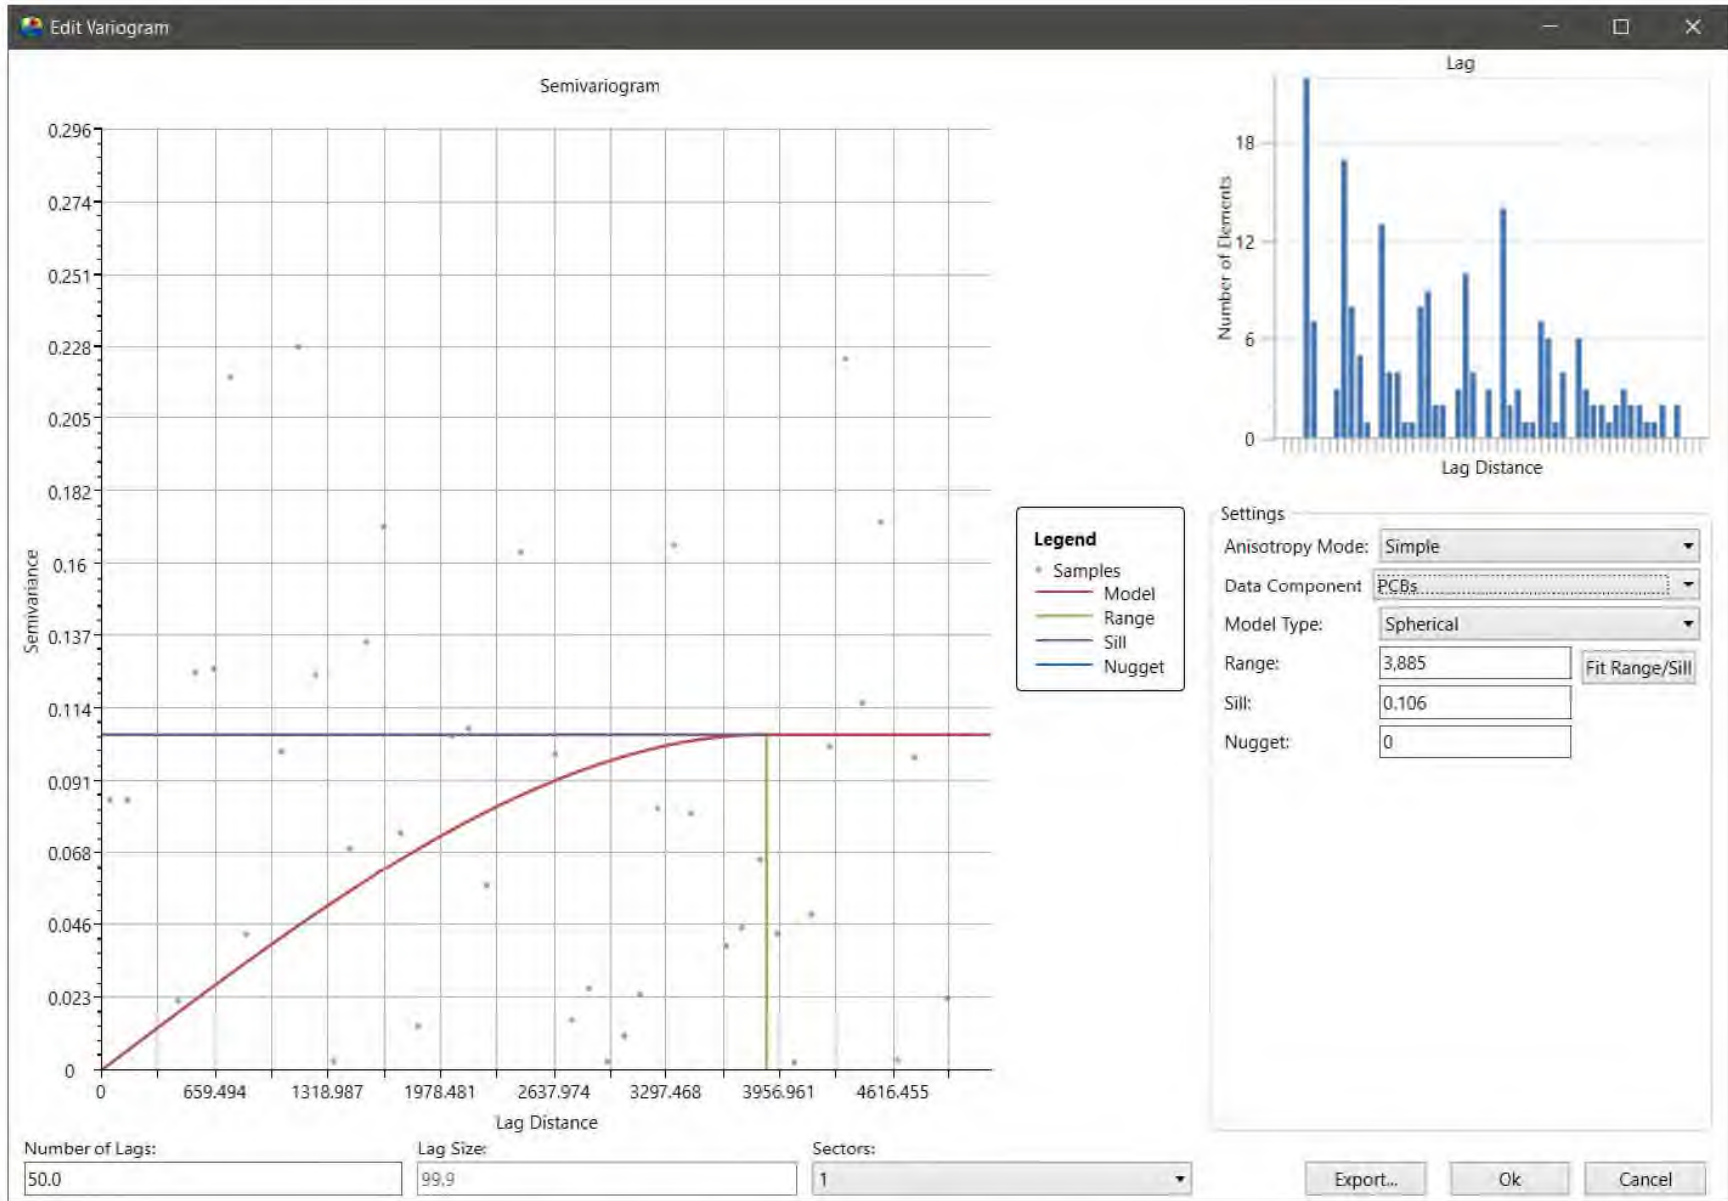 Edit Variogram
Semivariogram
0.296
0.274
0.251
0.228
0.205
0.182
0.16
0.137
0.114
0.091
0.068
0.046
0.023
0
Semivariance
0
659.494
1318.987
1978.481
2637.974
3297.468
3956.961
4616.455
Lag Distance
Legend
Samples
Model
Range
Sill
Nugget
Lag
18
12
6
0
Number of Elements
Lag Distance
Settings
Anisotropy Mode: Simple
Data Component PCBs
Model Type: Spherical
Range: 3,885 Fit Range/Sill
Sill: 0.106
Nugget: 0
Number of Lags: Lag Size: Sectors:
50.0 99.9 1 Export... Ok Cancel